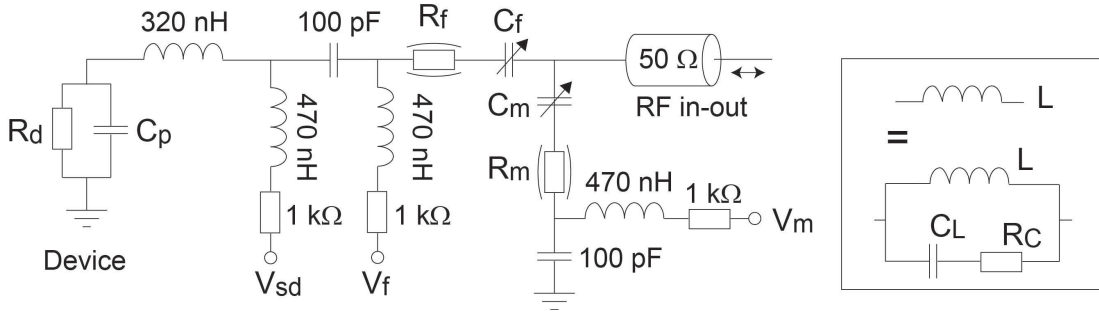 320 nH
100 pF
Rf
Cf
50 Ω
RF in-out
Rd
Cp
470 nH
470 nH
Cm
Rm
470 nH
1 kΩ
1 kΩ
1 kΩ
Vm
100 pF
Device
Vsd
Vf
L
=
L
CL
RC